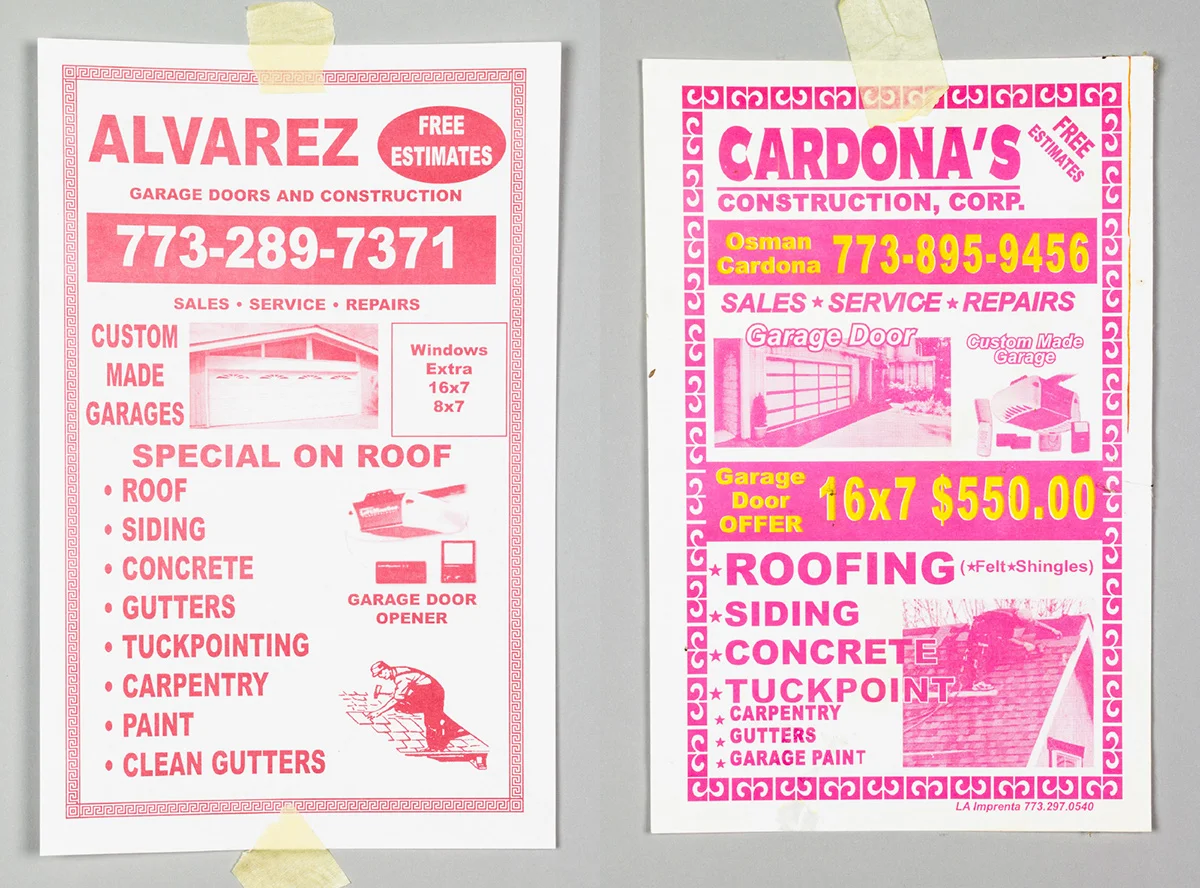 ALVAREZ
FREE
ESTIMATES
GARAGE DOORS AND CONSTRUCTION
773-289-7371
SALES • SERVICE • REPAIRS
CUSTOM
MADE
GARAGES
Windows
Extra
16x7
8x7
SPECIAL ON ROOF
• ROOF
• SIDING
• CONCRETE
• GUTTERS
• TUCKPOINTING
• CARPENTRY
• PAINT
• CLEAN GUTTERS
GARAGE DOOR
OPENER
CARDONA'S
FREE
ESTIMATES
CONSTRUCTION, CORP.
Osman
Cardona
773-895-9456
SALES ★ SERVICE ★ REPAIRS
Garage Door
Custom Made
Garage
Garage
Door
OFFER
16x7 $550.00
★ROOFING (★Felt★Shingles)
★SIDING
★CONCRETE
★TUCKPOINT
★ CARPENTRY
★ GUTTERS
★ GARAGE PAINT
LA Imprenta 773.297.0540